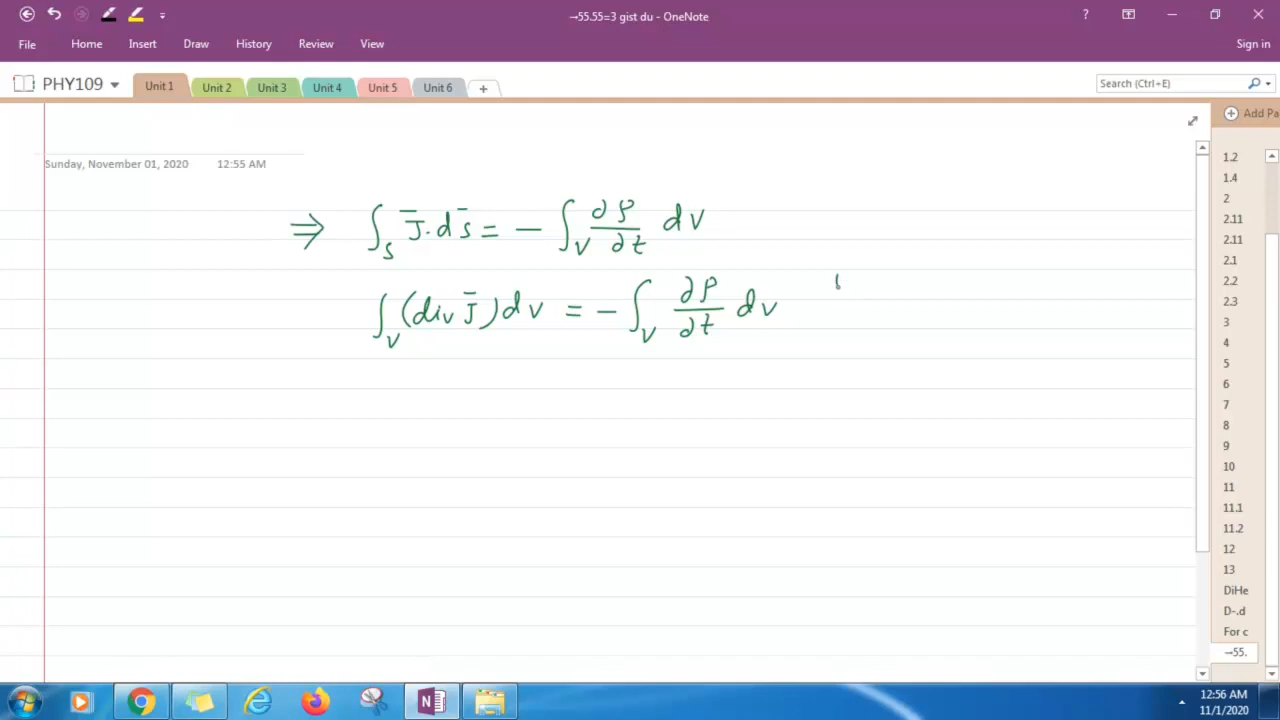 →55.55=3 gist du - OneNote
?
File Home Insert Draw History Review View
Sign in
PHY109 Unit 1 Unit 2 Unit 3 Unit 4 Unit 5 Unit 6 +
Search (Ctrl+E)
Add Pa
Sunday, November 01, 2020 12:55 AM
⇒ ∫_S J̄·ds̄ = − ∫_V ∂ρ/∂t dV
∫_V (div J̄) dv = − ∫_V ∂ρ/∂t dv
1.2
1.4
2
2.11
2.11
2.1
2.2
2.3
3
4
5
6
7
8
9
10
11
11.1
11.2
12
13
DiHe
D-.d
For c
→55.
12:56 AM
11/1/2020